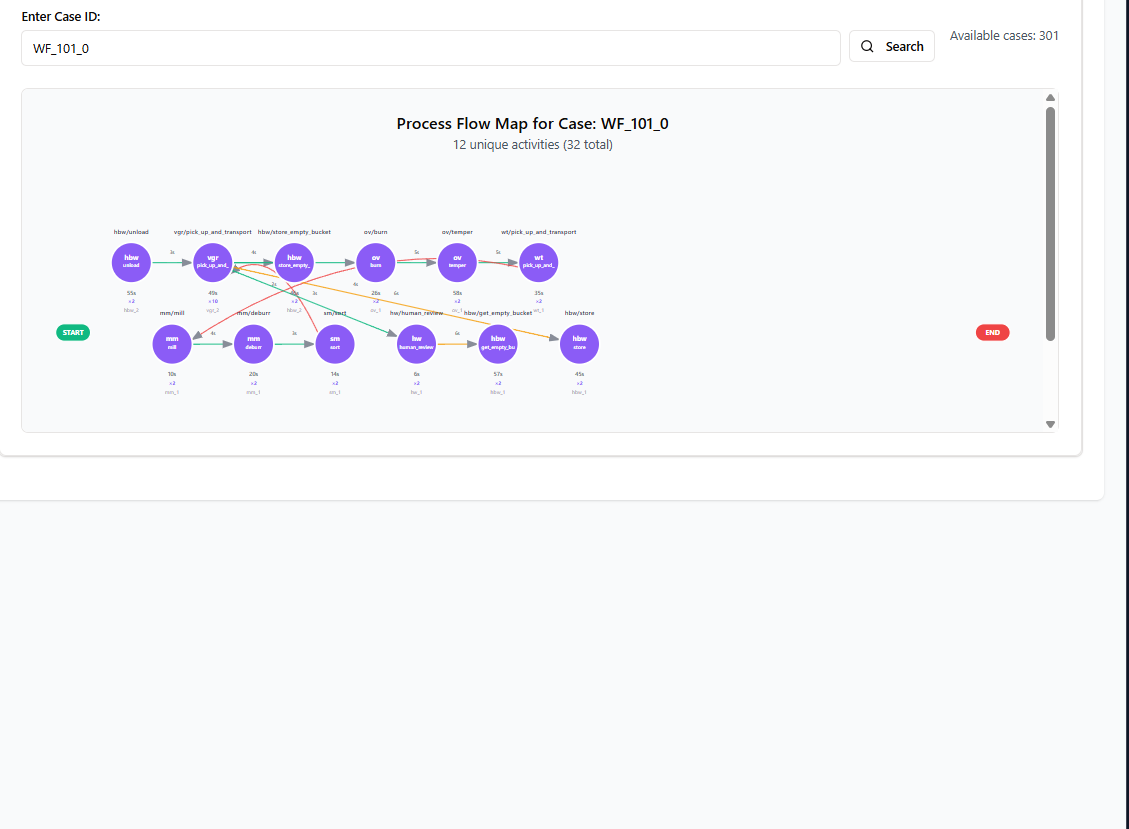 Enter Case ID:
WF_101_0
Search
Available cases: 301
Process Flow Map for Case: WF_101_0
12 unique activities (32 total)
hbw/unload
vgr/pick_up_and_transport
hbw/store_empty_bucket
ov/burn
ov/temper
wt/pick_up_and_transport
3s
4s
5s
5s
hbw
unload
vgr
pick_up_and_
hbw
store_empty_
ov
burn
ov
temper
wt
pick_up_and_
3s
4s
6s
55s
49s
26s
58s
35s
×2
×10
×2
×2
×2
×2
hbw_2
vgr_2
hbw_2
ov_1
wt_1
mm/mill
mm/deburr
sm/sort
hw/human_review
hbw/get_empty_bucket
hbw/store
START
4s
3s
6s
END
mm
mill
mm
deburr
sm
sort
hw
human_review
hbw
get_empty_bu
hbw
store
10s
20s
14s
6s
57s
45s
×2
×2
×2
×2
×2
×2
mm_1
mm_1
sm_1
hw_1
hbw_1
hbw_1